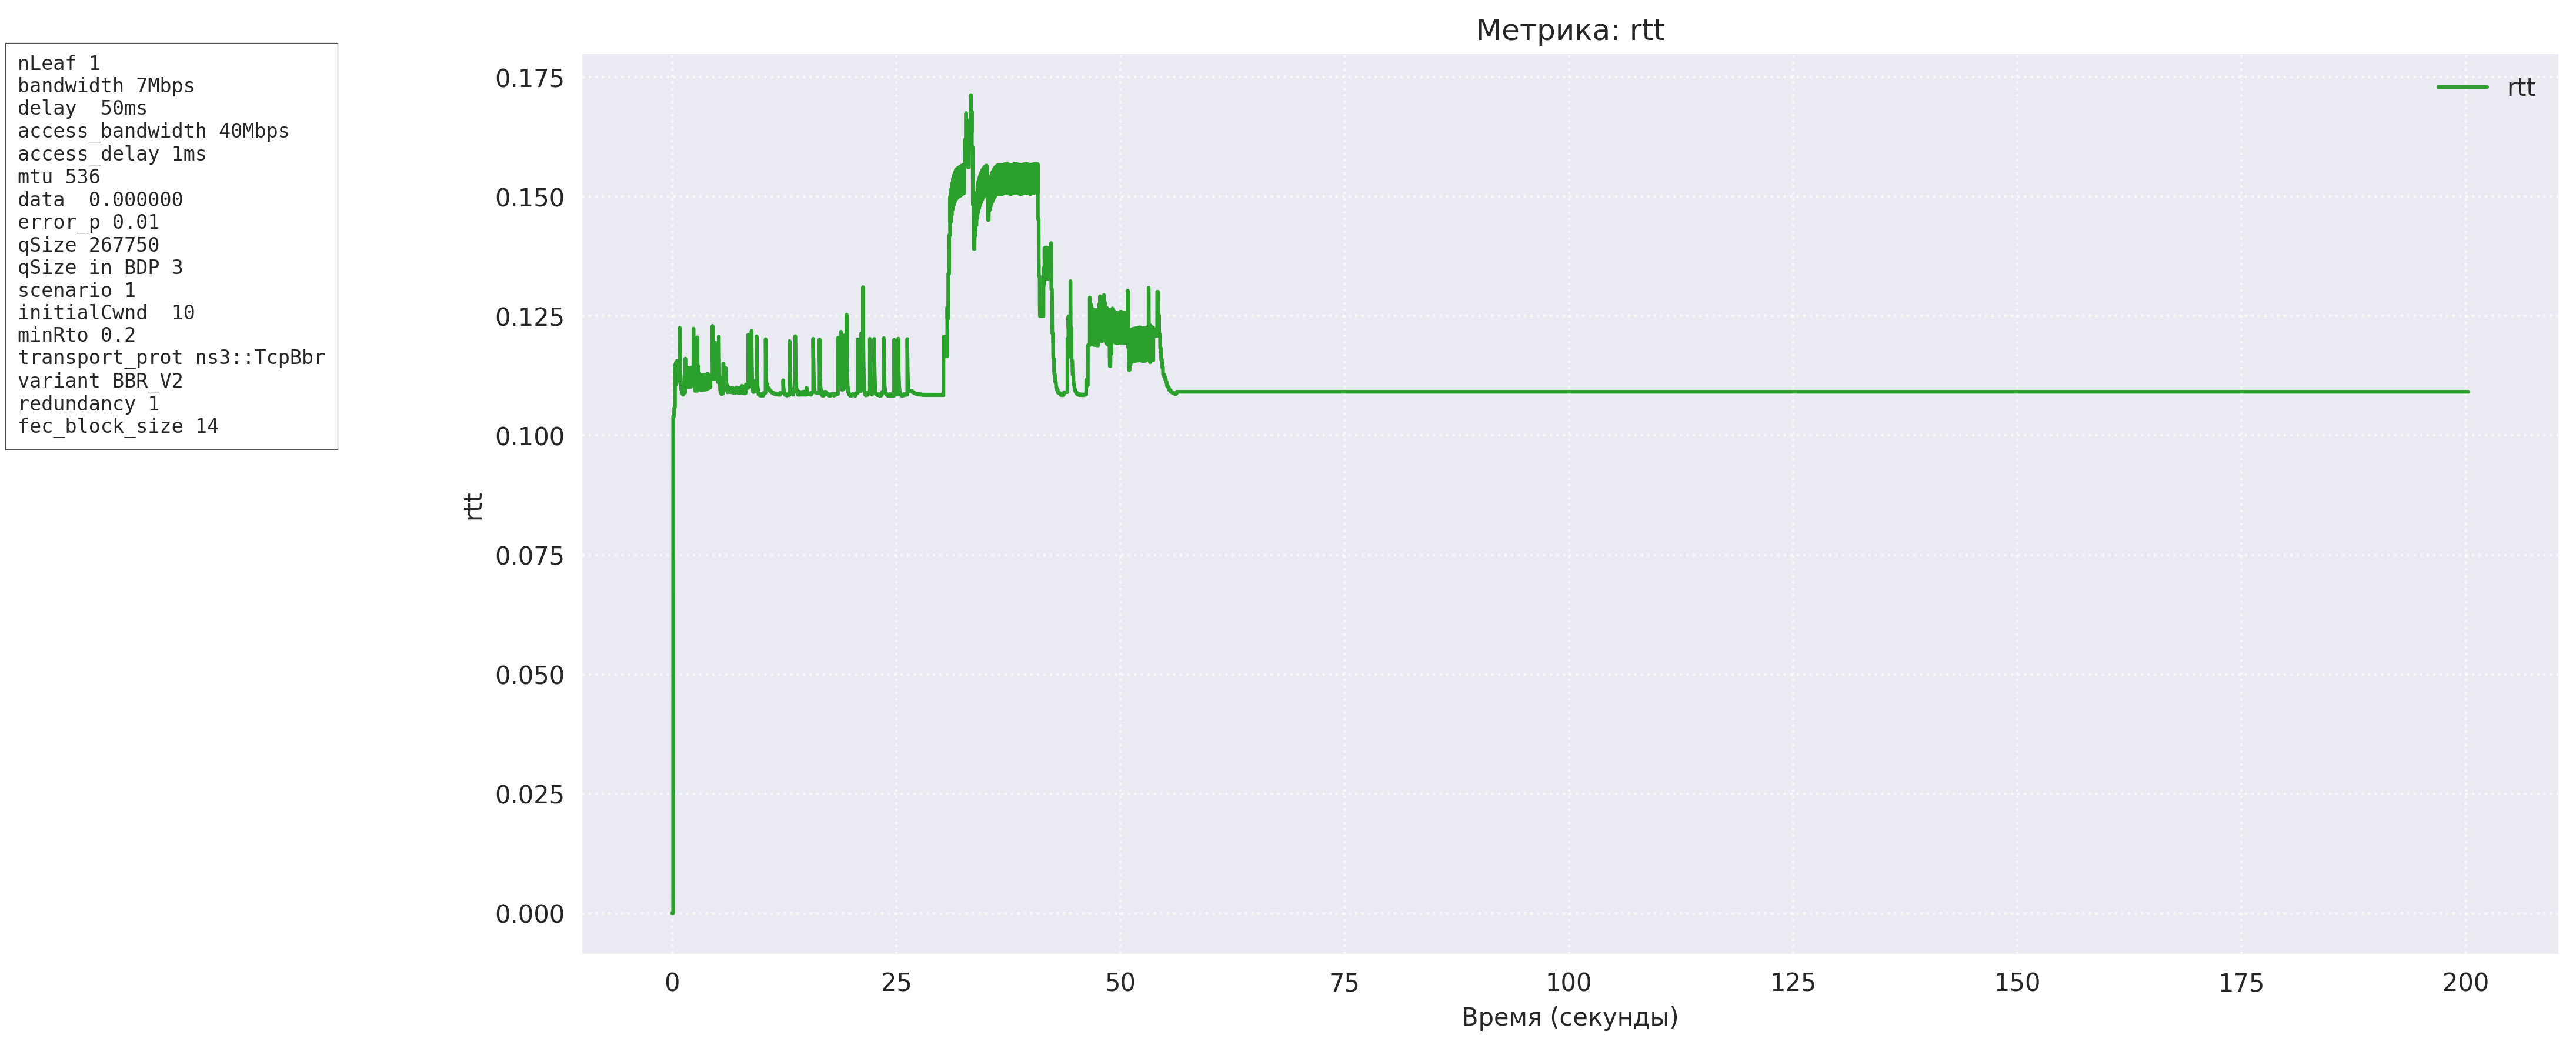 Метрика: rtt
nLeaf 1
bandwidth 7Mbps
delay  50ms
access_bandwidth 40Mbps
access_delay 1ms
mtu 536
data  0.000000
error_p 0.01
qSize 267750
qSize in BDP 3
scenario 1
initialCwnd  10
minRto 0.2
transport_prot ns3::TcpBbr
variant BBR_V2
redundancy 1
fec_block_size 14
rtt
0.175
0.150
0.125
0.100
0.075
0.050
0.025
0.000
rtt
0 25 50 75 100 125 150 175 200
Время (секунды)